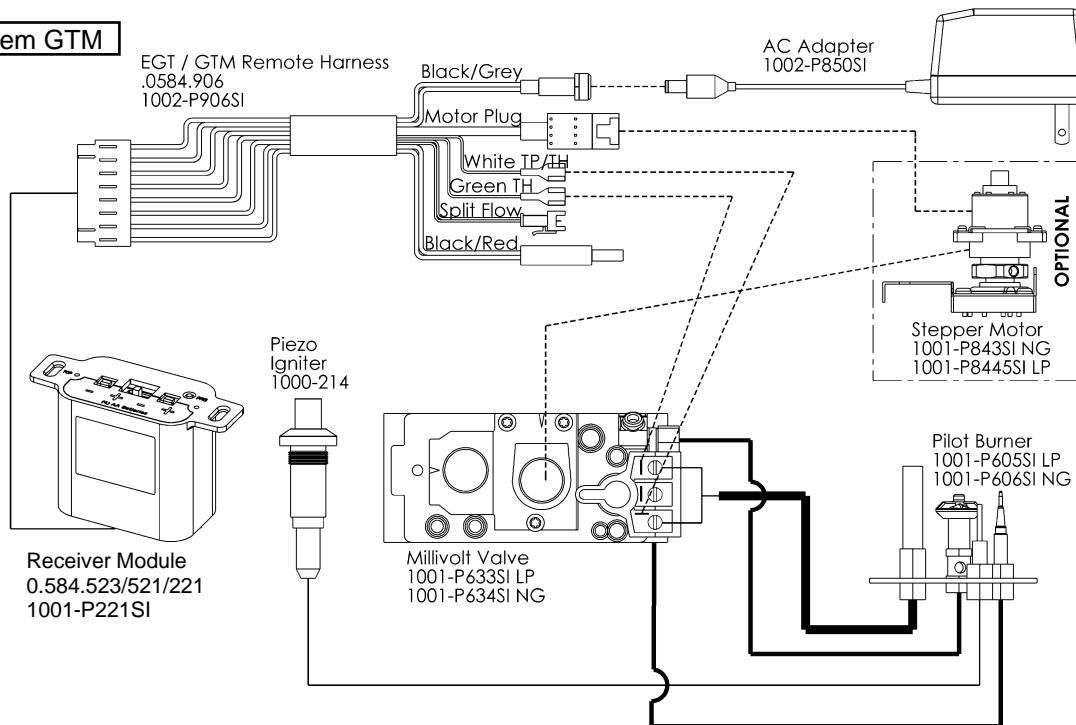 GTM
EGT / GTM Remote Harness
.0584.906
1002-P906SI
Black/Grey
Motor Plug
White TP/TH
Green TH
Split Flow
Black/Red
AC Adapter
1002-P850SI
OPTIONAL
Stepper Motor
1001-P843SI NG
1001-P8445SI LP
Piezo
Igniter
1000-214
Pilot Burner
1001-P605SI LP
1001-P606SI NG
Millivolt Valve
1001-P633SI LP
1001-P634SI NG
Receiver Module
0.584.523/521/221
1001-P221SI